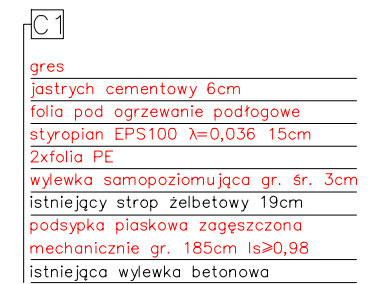 C1
gres
jastrych cementowy 6cm
folia pod ogrzewanie podłogowe
styropian EPS100 λ=0,036 15cm
2xfolia PE
wylewka samopoziomująca gr. śr. 3cm
istniejący strop żelbetowy 19cm
podsypka piaskowa zagęszczona
mechanicznie gr. 185cm Is≥0,98
istniejąca wylewka betonowa